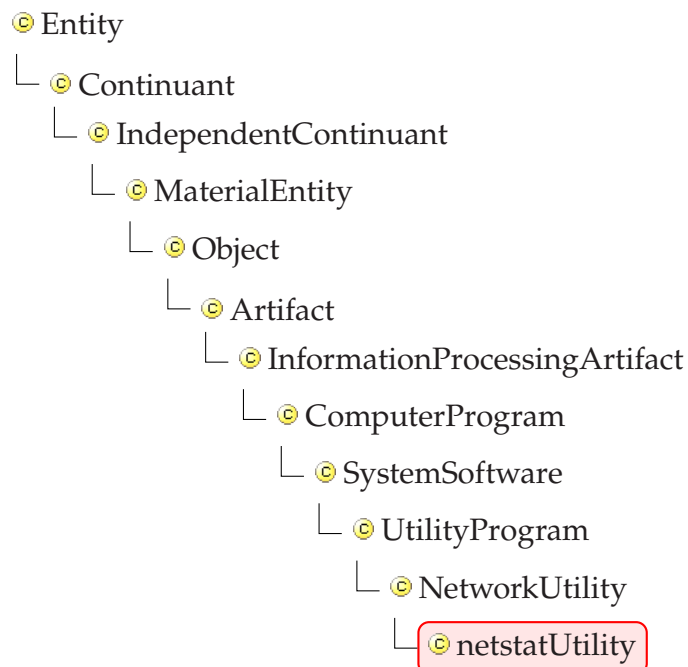 Entity
Continuant
IndependentContinuant
MaterialEntity
Object
Artifact
InformationProcessingArtifact
ComputerProgram
SystemSoftware
UtilityProgram
NetworkUtility
netstatUtility